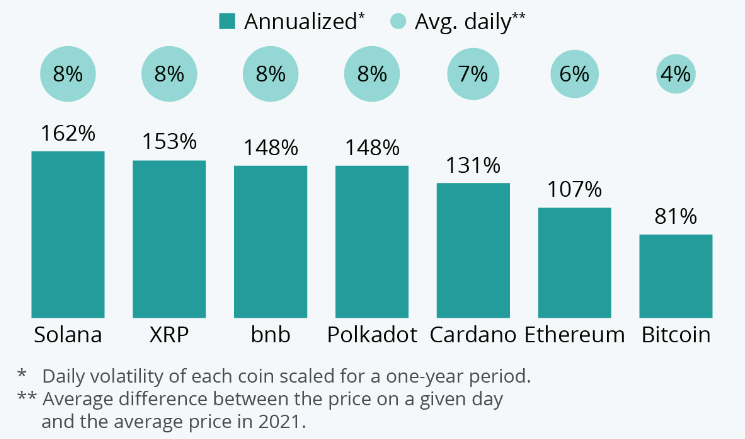 Annualized* Avg. daily**
8% 8% 8% 8% 7% 6% 4%
162% 153% 148% 148% 131% 107% 81%
Solana XRP bnb Polkadot Cardano Ethereum Bitcoin
* Daily volatility of each coin scaled for a one-year period.
** Average difference between the price on a given day
and the average price in 2021.